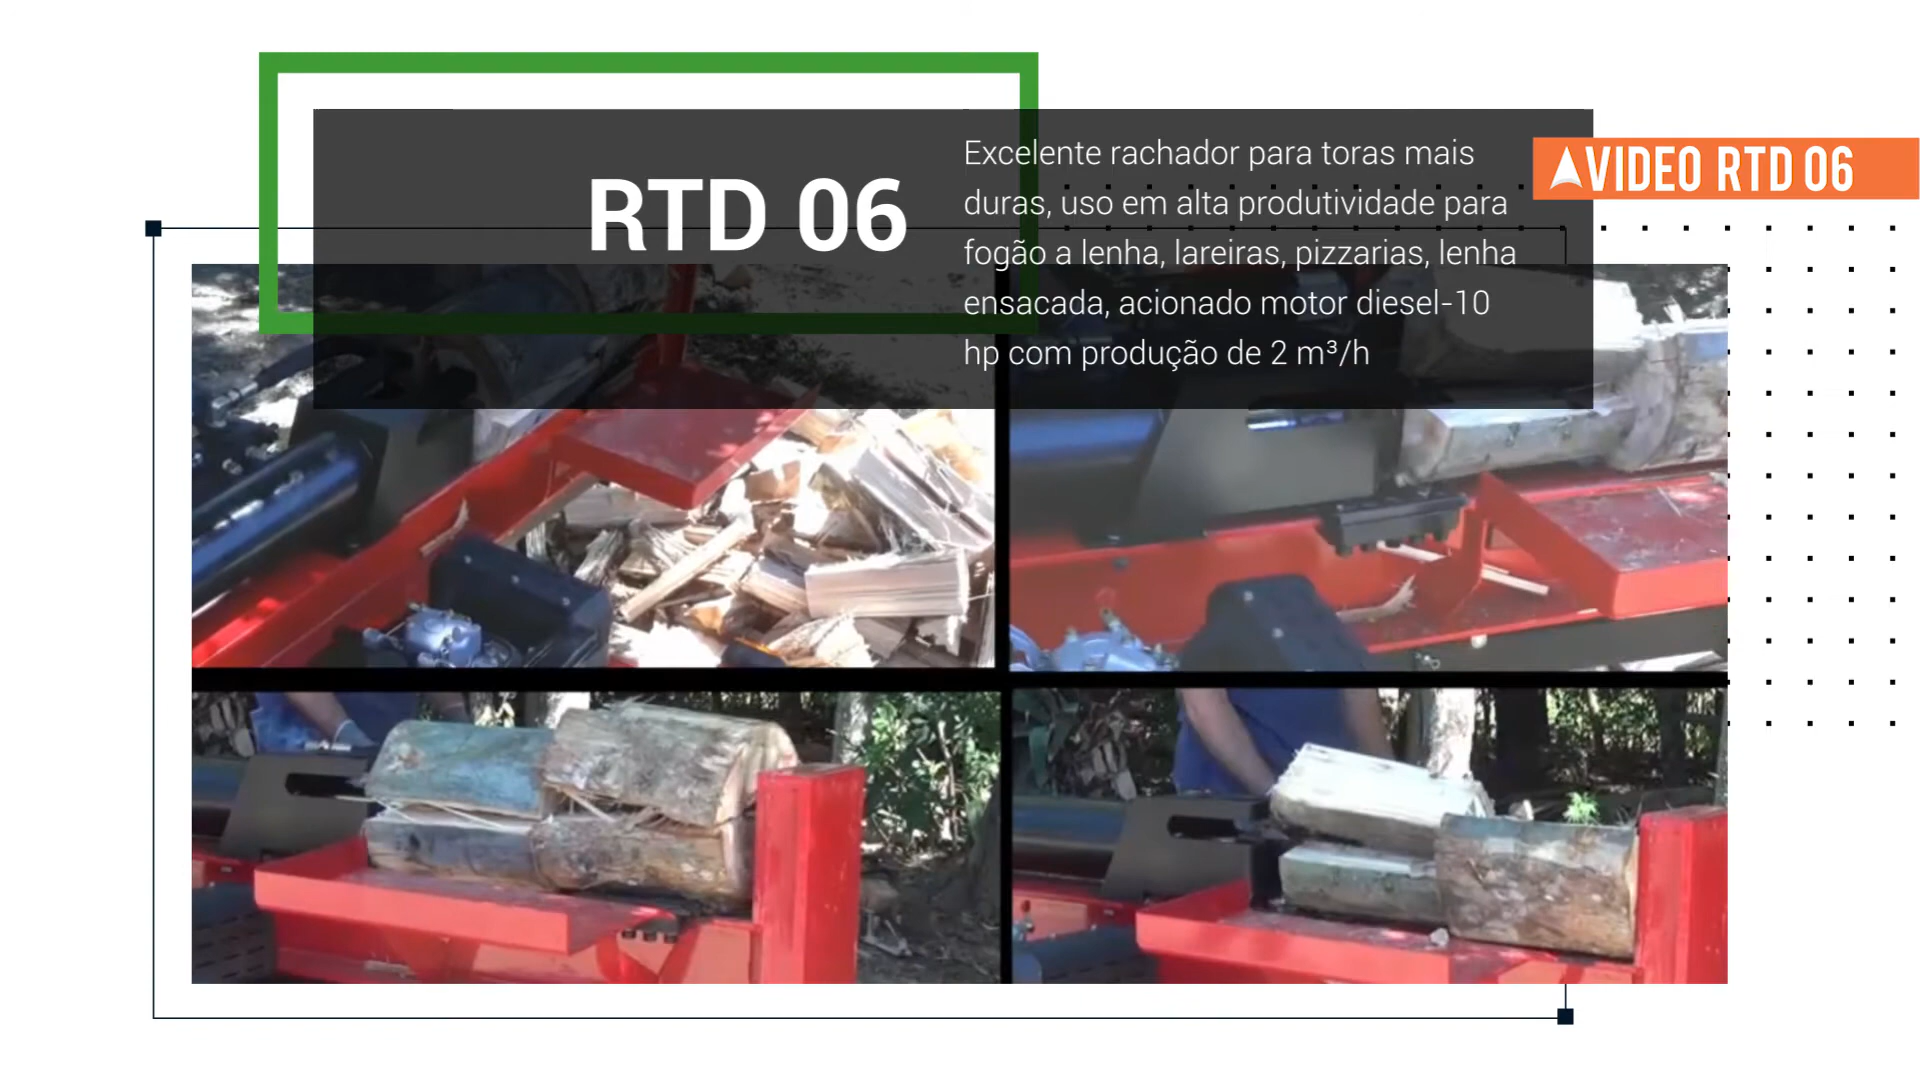 RTD 06
Excelente rachador para toras mais
duras, uso em alta produtividade para
fogão a lenha, lareiras, pizzarias, lenha
ensacada, acionado motor diesel-10
hp com produção de 2 m³/h
VIDEO RTD 06